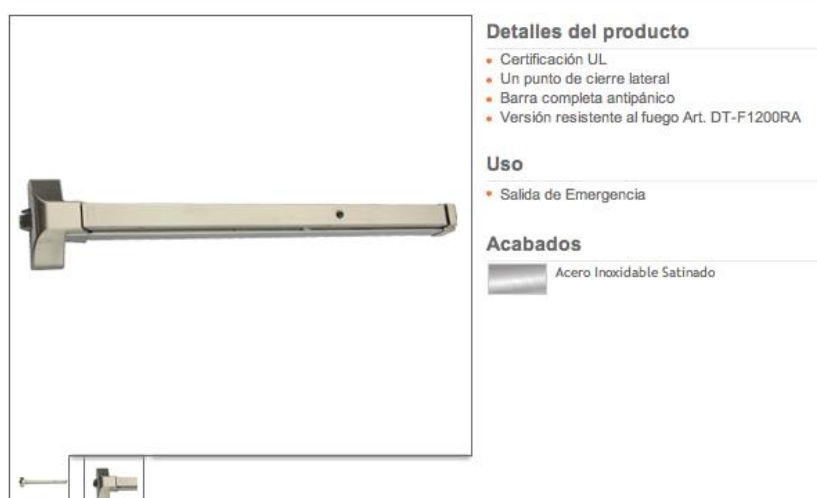 Detalles del producto
Certificación UL
Un punto de cierre lateral
Barra completa antipánico
Versión resistente al fuego Art. DT-F1200RA
Uso
Salida de Emergencia
Acabados
Acero Inoxidable Satinado